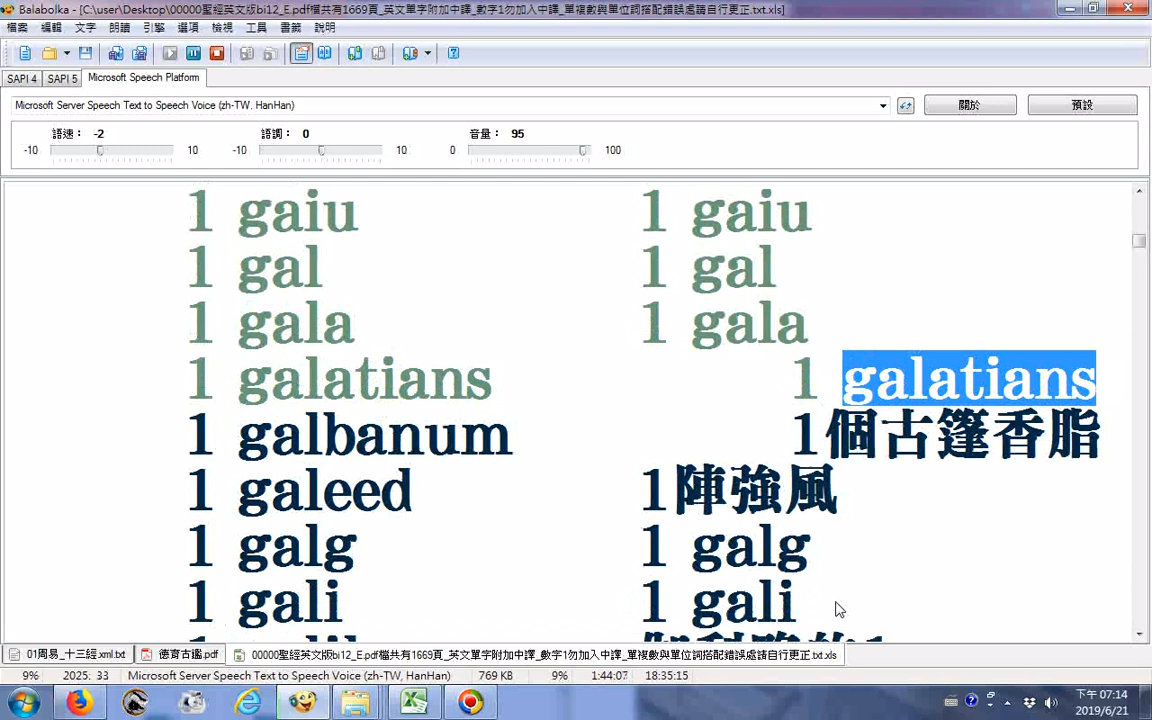 Balabolka - [C:\user\Desktop\00000聖經英文版bi12_E.pdf檔共有1669頁_英文單字附加中譯_數字1勿加入中譯_單複數與單位詞搭配錯誤處請自行更正.txt.xls]
檔案 編輯 文字 朗讀 引擎 選項 檢視 工具 書籤 說明
SAPI 4 SAPI 5 Microsoft Speech Platform
Microsoft Server Speech Text to Speech Voice (zh-TW, HanHan) 關於 預設
語速： -2 語調： 0 音量： 95
-10 10 -10 10 0 100
1 gaiu 1 gaiu
1 gal 1 gal
1 gala 1 gala
1 galatians 1 galatians
1 galbanum 1個古篷香脂
1 galeed 1陣強風
1 galg 1 galg
1 gali 1 gali
01周易_十三經.xml.txt 德育古鑑.pdf 00000聖經英文版bi12_E.pdf檔共有1669頁_英文單字附加中譯_數字1勿加入中譯_單複數與單位詞搭配錯誤處請自行更正.txt.xls
9% 2025: 33 Microsoft Server Speech Text to Speech Voice (zh-TW, HanHan) 769 KB 9% 1:44:07 18:35:15
下午 07:14
2019/6/21